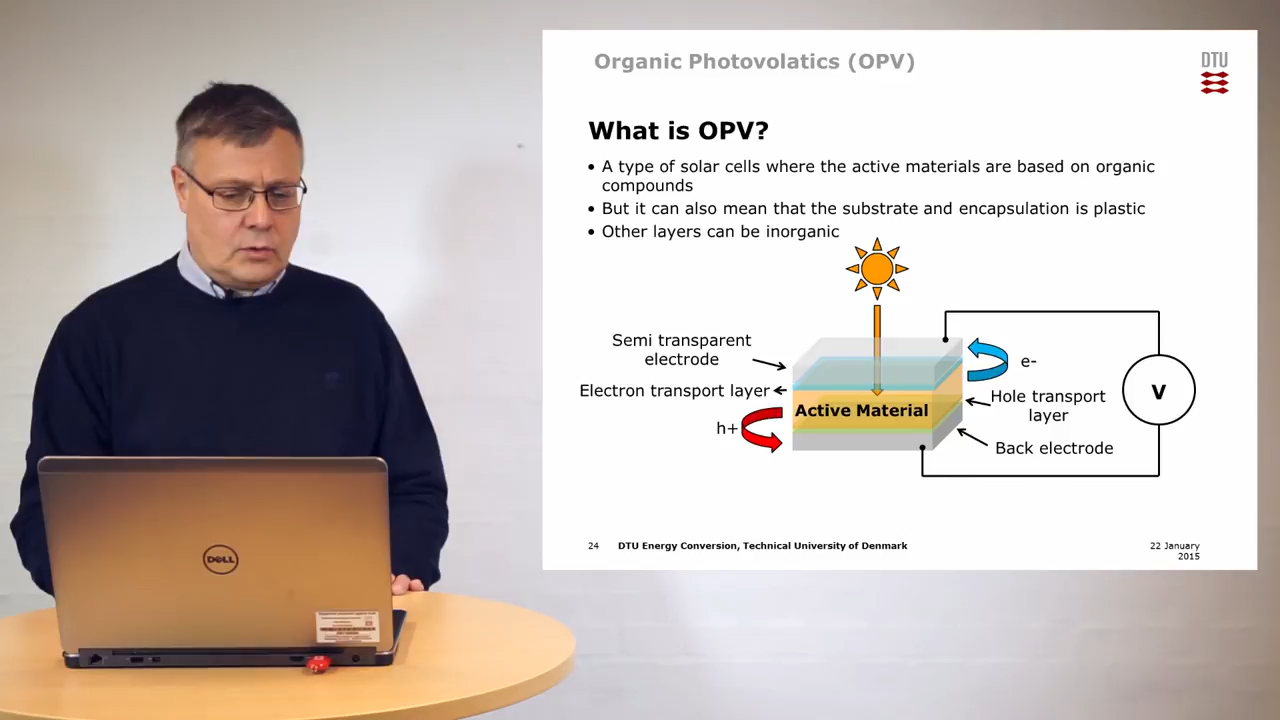 Organic Photovolatics (OPV)
DTU
What is OPV?
• A type of solar cells where the active materials are based on organic
compounds
• But it can also mean that the substrate and encapsulation is plastic
• Other layers can be inorganic
Semi transparent
electrode
Electron transport layer
h+
Active Material
e-
Hole transport
layer
Back electrode
V
24 DTU Energy Conversion, Technical University of Denmark
22 January
2015
DELL